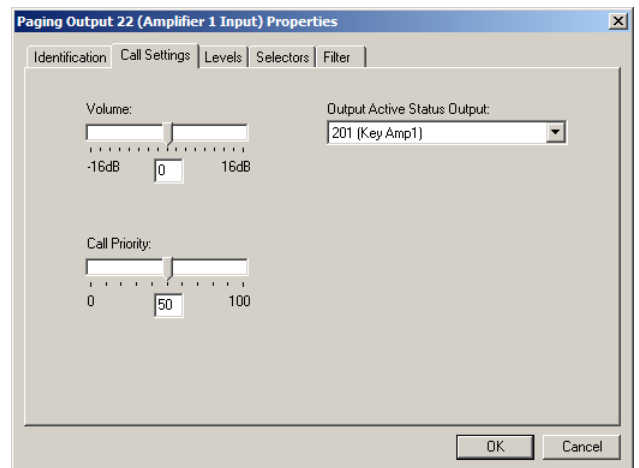 Paging Output 22 (Amplifier 1 Input) Properties
Identification Call Settings Levels Selectors Filter
Volume:
-16dB 0 16dB
Output Active Status Output:
201 (Key Amp1)
Call Priority:
0 50 100
OK Cancel